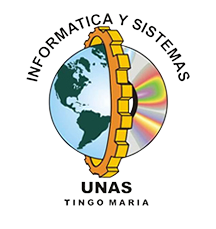 INFORMATICA Y SISTEMAS
UNAS
TINGO MARIA